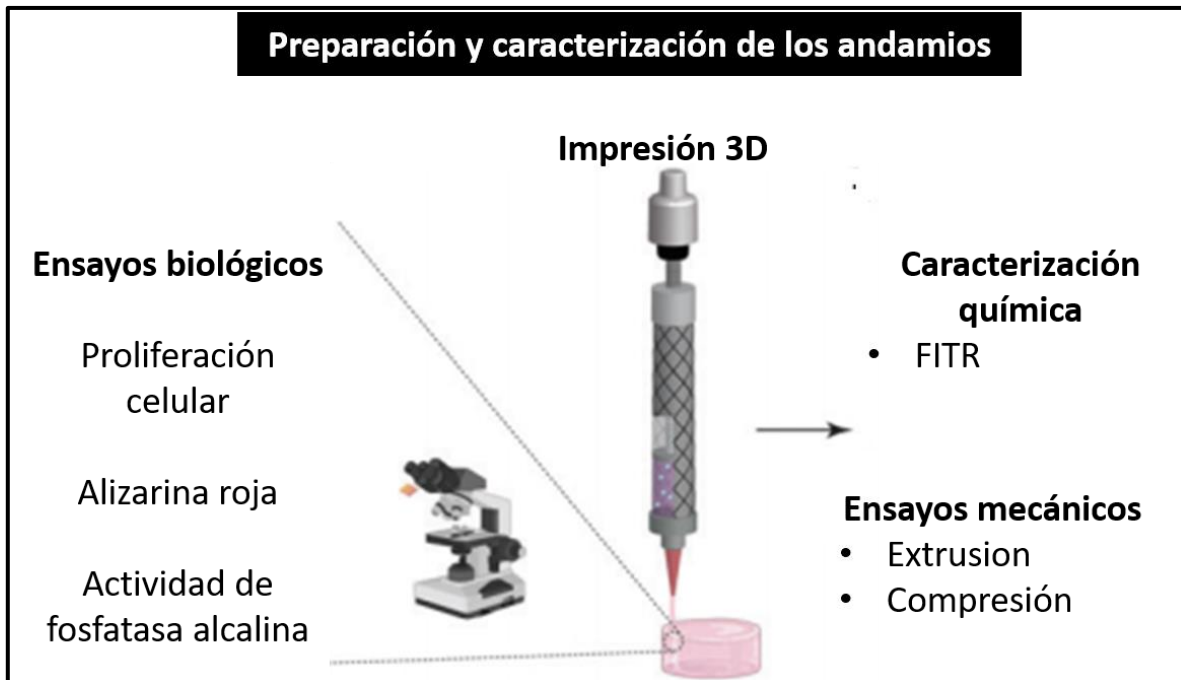 Preparación y caracterización de los andamios
Impresión 3D
Ensayos biológicos
Proliferación
celular
Alizarina roja
Actividad de
fosfatasa alcalina
Caracterización
química
• FITR
Ensayos mecánicos
• Extrusion
• Compresión